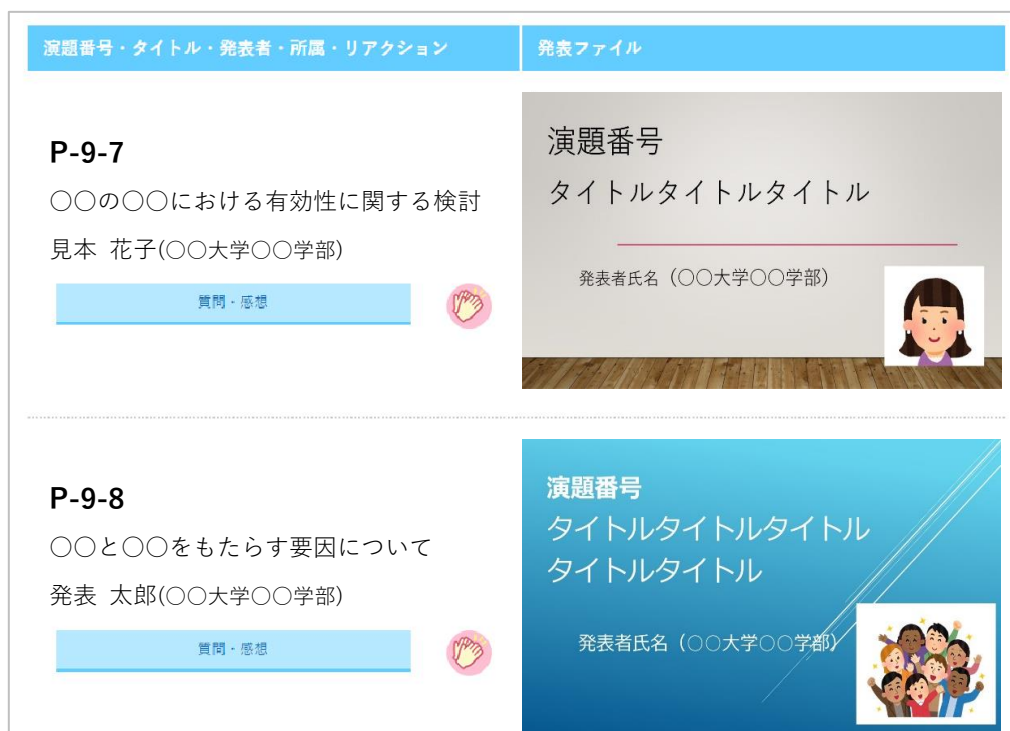 演題番号・タイトル・発表者・所属・リアクション
発表ファイル
P-9-7
○○の○○における有効性に関する検討
見本 花子(○○大学○○学部)
質問・感想
演題番号
タイトルタイトルタイトル
発表者氏名（○○大学○○学部）
P-9-8
○○と○○をもたらす要因について
発表 太郎(○○大学○○学部)
質問・感想
演題番号
タイトルタイトルタイトル
タイトルタイトル
発表者氏名（○○大学○○学部）